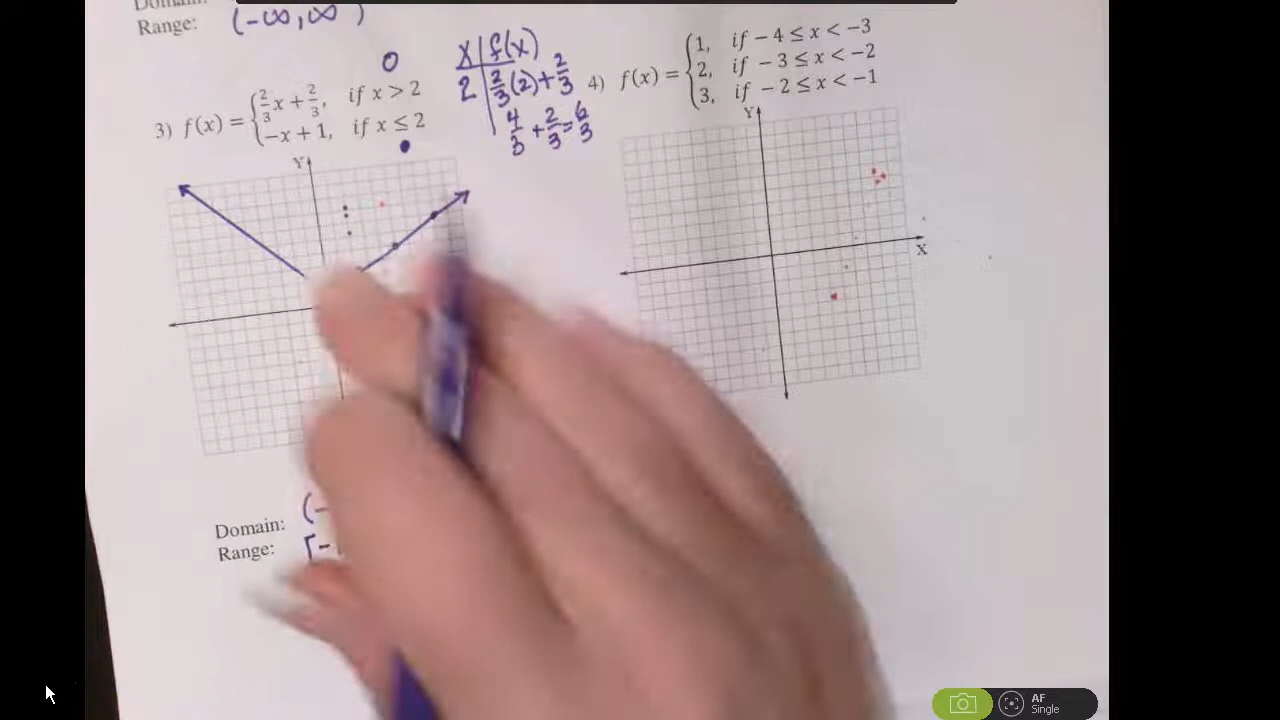 Range: (-∞, ∞)
3) f(x) = { 2/3 x + 2/3, if x > 2
-x + 1, if x ≤ 2
x | f(x)
2 | 2/3 (2) + 2/3
4/3 + 2/3 = 6/3
Y
Domain: (-
Range: [-
4) f(x) = { 1, if -4 ≤ x < -3
2, if -3 ≤ x < -2
3, if -2 ≤ x < -1
Y
X
AF
Single